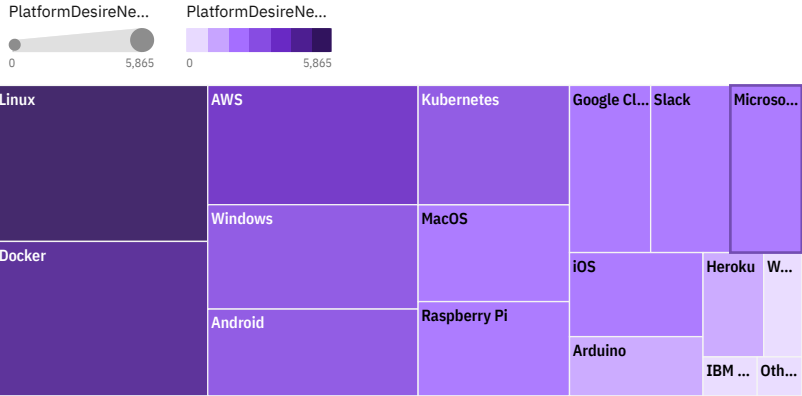 PlatformDesireNe... PlatformDesireNe...
0 5,865 0 5,865
Linux AWS Kubernetes Google Cl... Slack Microso...
Windows MacOS
Docker iOS Heroku W...
Android Raspberry Pi
Arduino
IBM ... Oth...